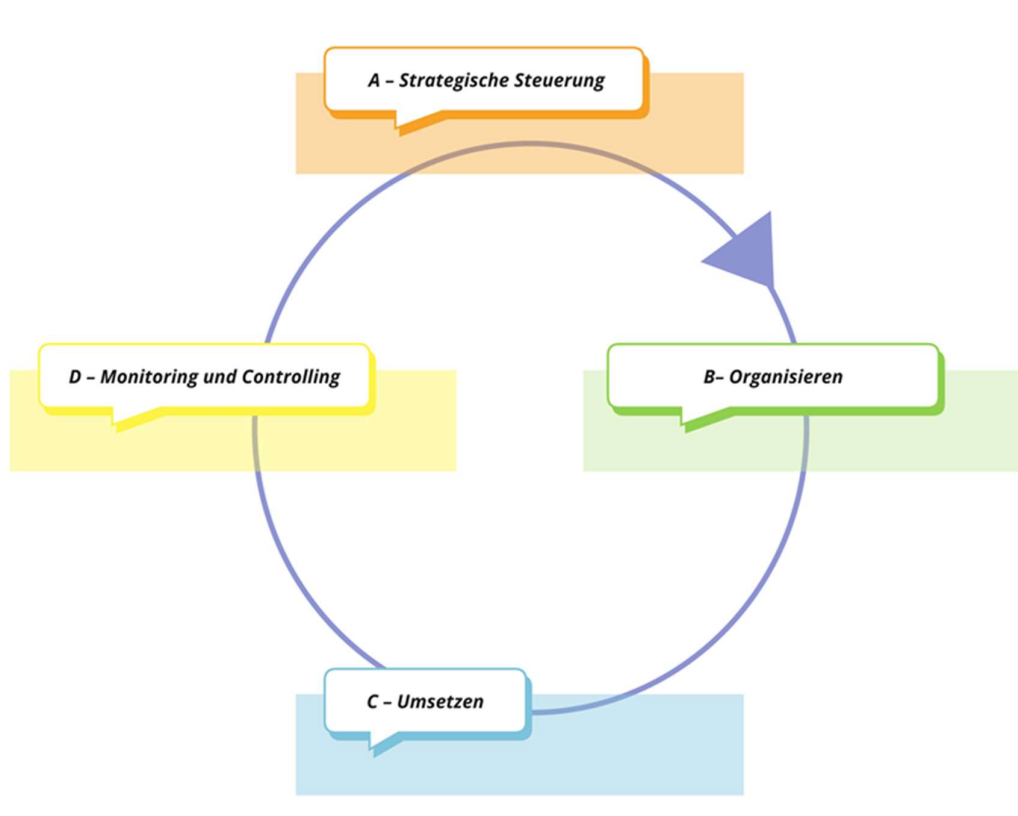 A – Strategische Steuerung
D – Monitoring und Controlling
B– Organisieren
C – Umsetzen